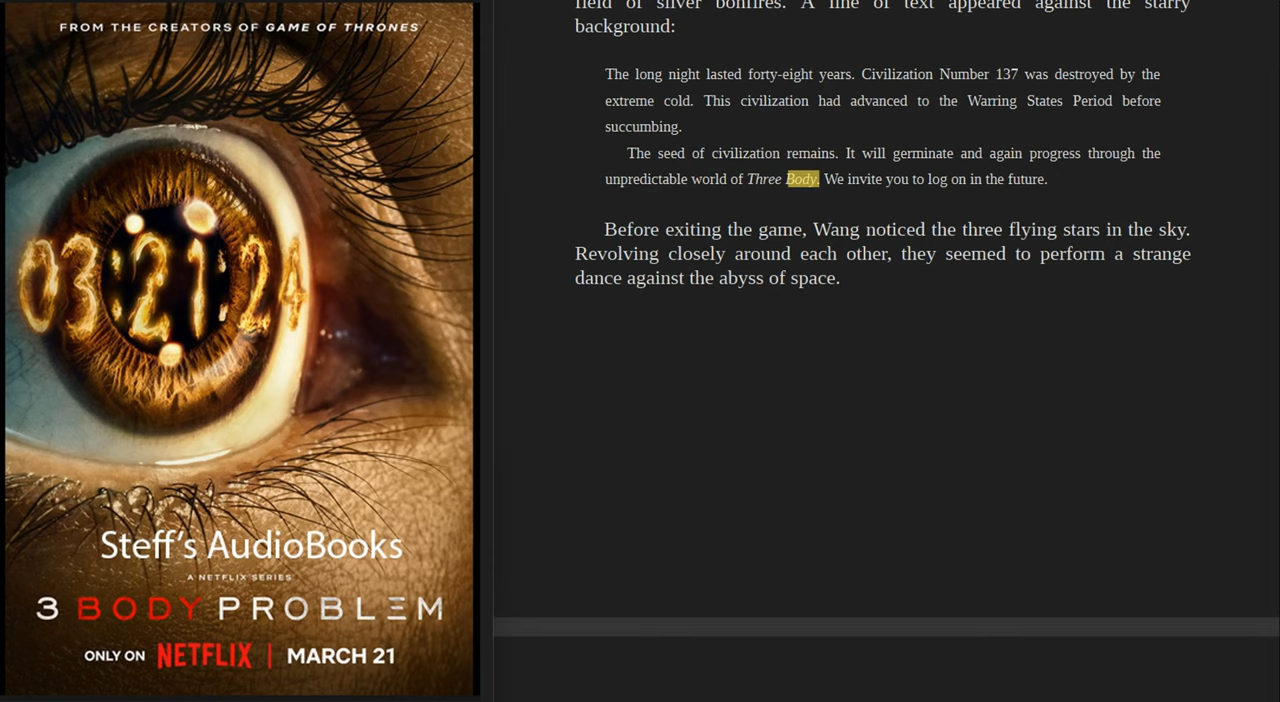 FROM THE CREATORS OF GAME OF THRONES
03:21:24
Steff's AudioBooks
A NETFLIX SERIES
3 BODY PROBLEM
ONLY ON NETFLIX | MARCH 21
field of silver bonfires. A line of text appeared against the starry
background:
The long night lasted forty-eight years. Civilization Number 137 was destroyed by the
extreme cold. This civilization had advanced to the Warring States Period before
succumbing.
The seed of civilization remains. It will germinate and again progress through the
unpredictable world of Three Body. We invite you to log on in the future.
Before exiting the game, Wang noticed the three flying stars in the sky.
Revolving closely around each other, they seemed to perform a strange
dance against the abyss of space.